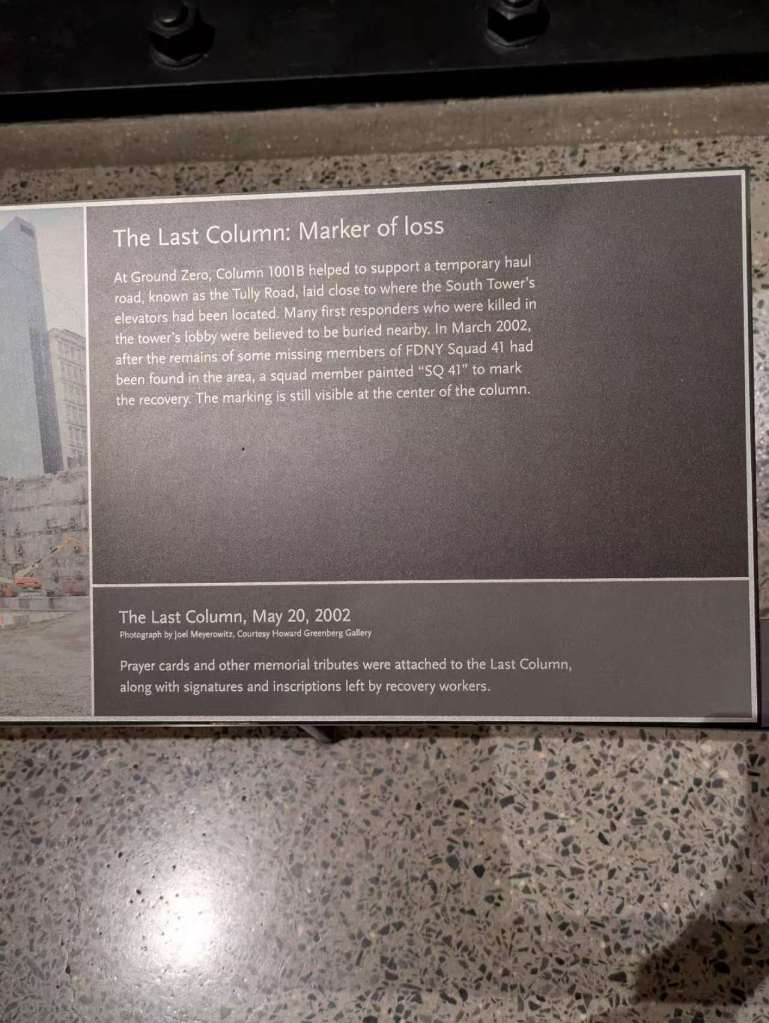 The Last Column: Marker of loss
At Ground Zero, Column 1001B helped to support a temporary haul
road, known as the Tully Road, laid close to where the South Tower’s
elevators had been located. Many first responders who were killed in
the tower’s lobby were believed to be buried nearby. In March 2002,
after the remains of some missing members of FDNY Squad 41 had
been found in the area, a squad member painted “SQ 41” to mark
the recovery. The marking is still visible at the center of the column.
The Last Column, May 20, 2002
Photograph by Joel Meyerowitz, Courtesy Howard Greenberg Gallery
Prayer cards and other memorial tributes were attached to the Last Column,
along with signatures and inscriptions left by recovery workers.